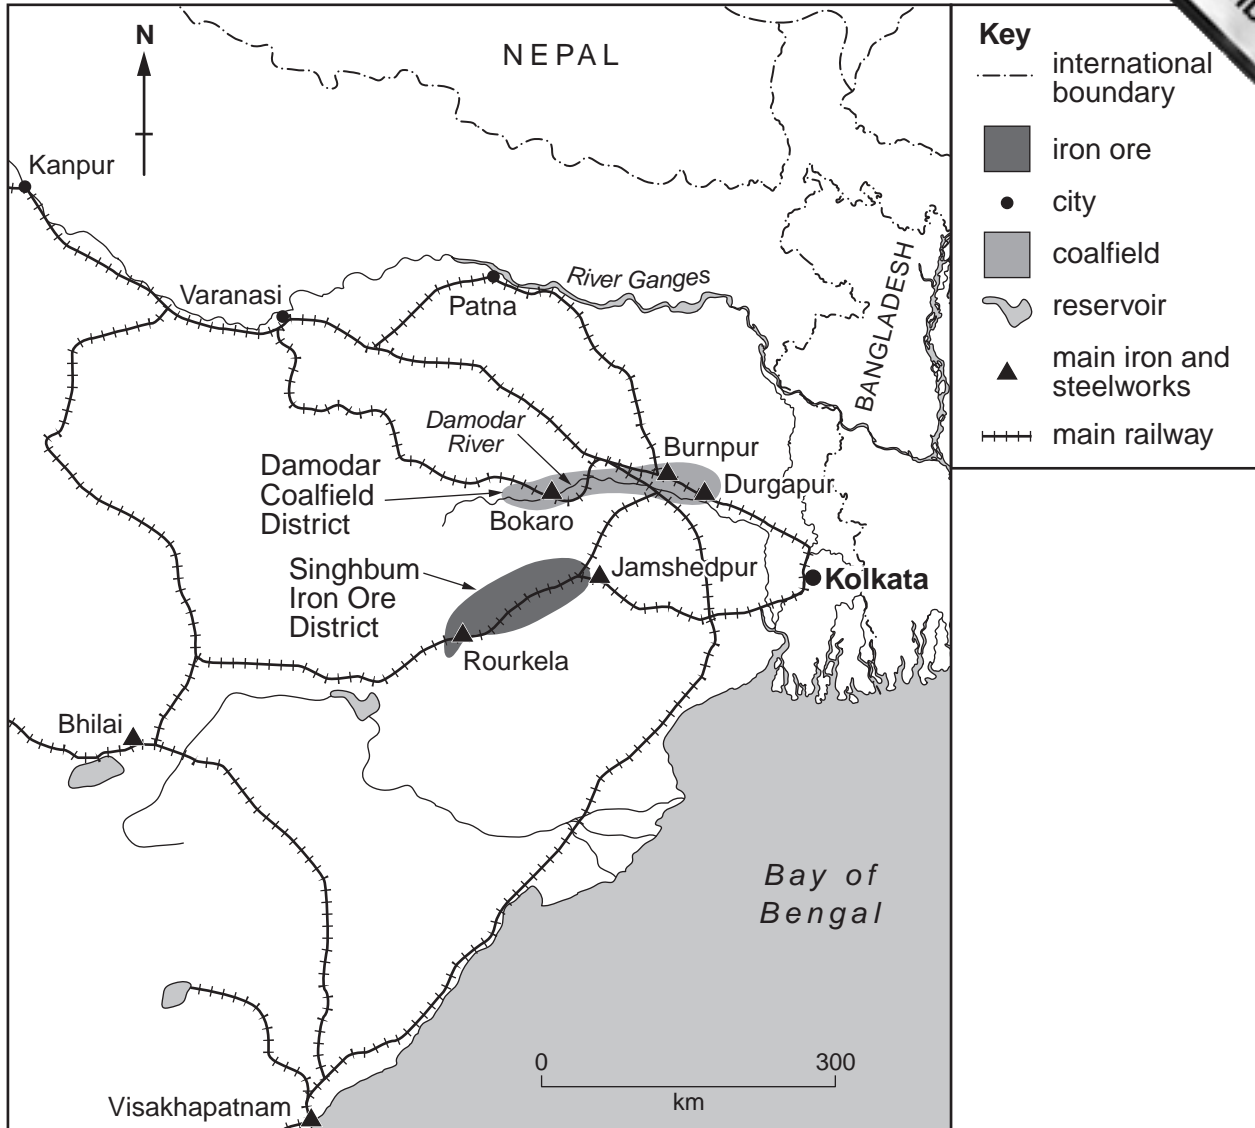 N
NEPAL
Kanpur
Varanasi
Patna
River Ganges
BANGLADESH
Damodar
River
Burnpur
Durgapur
Damodar
Coalfield
District
Bokaro
Singhbum
Iron Ore
District
Jamshedpur
Kolkata
Rourkela
Bhilai
Bay of
Bengal
0 300
km
Visakhapatnam
Key
international
boundary
iron ore
city
coalfield
reservoir
main iron and
steelworks
main railway